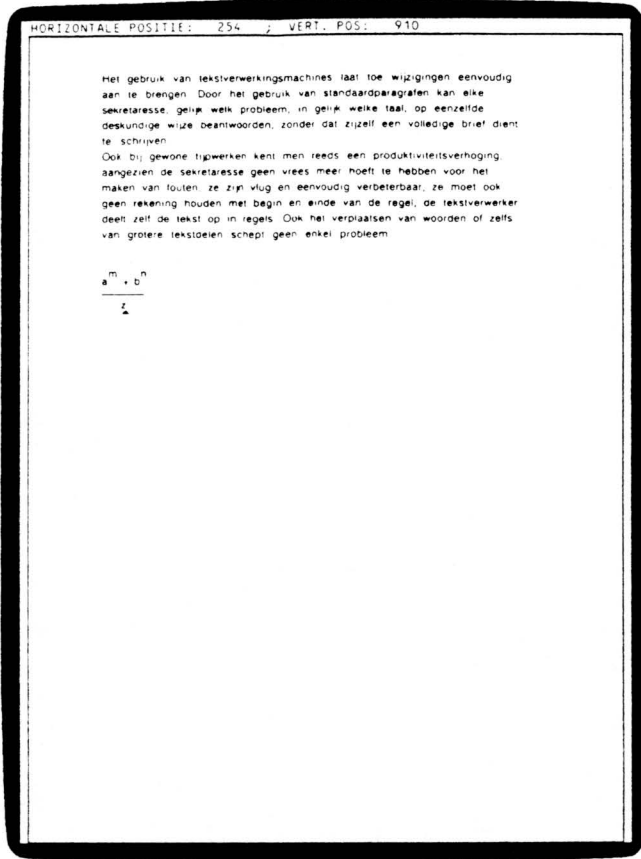 HORIZONTALE POSITIE: 254 ; VERT. POS: 910
Het gebruik van tekstverwerkingsmachines laat toe wijzigingen eenvoudig
aan te brengen. Door het gebruik van standaardparagrafen kan elke
sekretaresse, gelijk welk probleem, in gelijk welke taal, op eenzelfde
deskundige wijze beantwoorden, zonder dat zijzelf een volledige brief dient
te schrijven.
Ook bij gewone tijpwerken kent men reeds een produktiviteitsverhoging,
aangezien de sekretaresse geen vrees meer hoeft te hebben voor het
maken van fouten: ze zijn vlug en eenvoudig verbeterbaar, ze moet ook
geen rekening houden met begin en einde van de regel, de tekstverwerker
deelt zelf de tekst op in regels. Ook het verplaatsen van woorden of zelfs
van grotere tekstdelen schept geen enkel probleem.
a^m + b^n
z